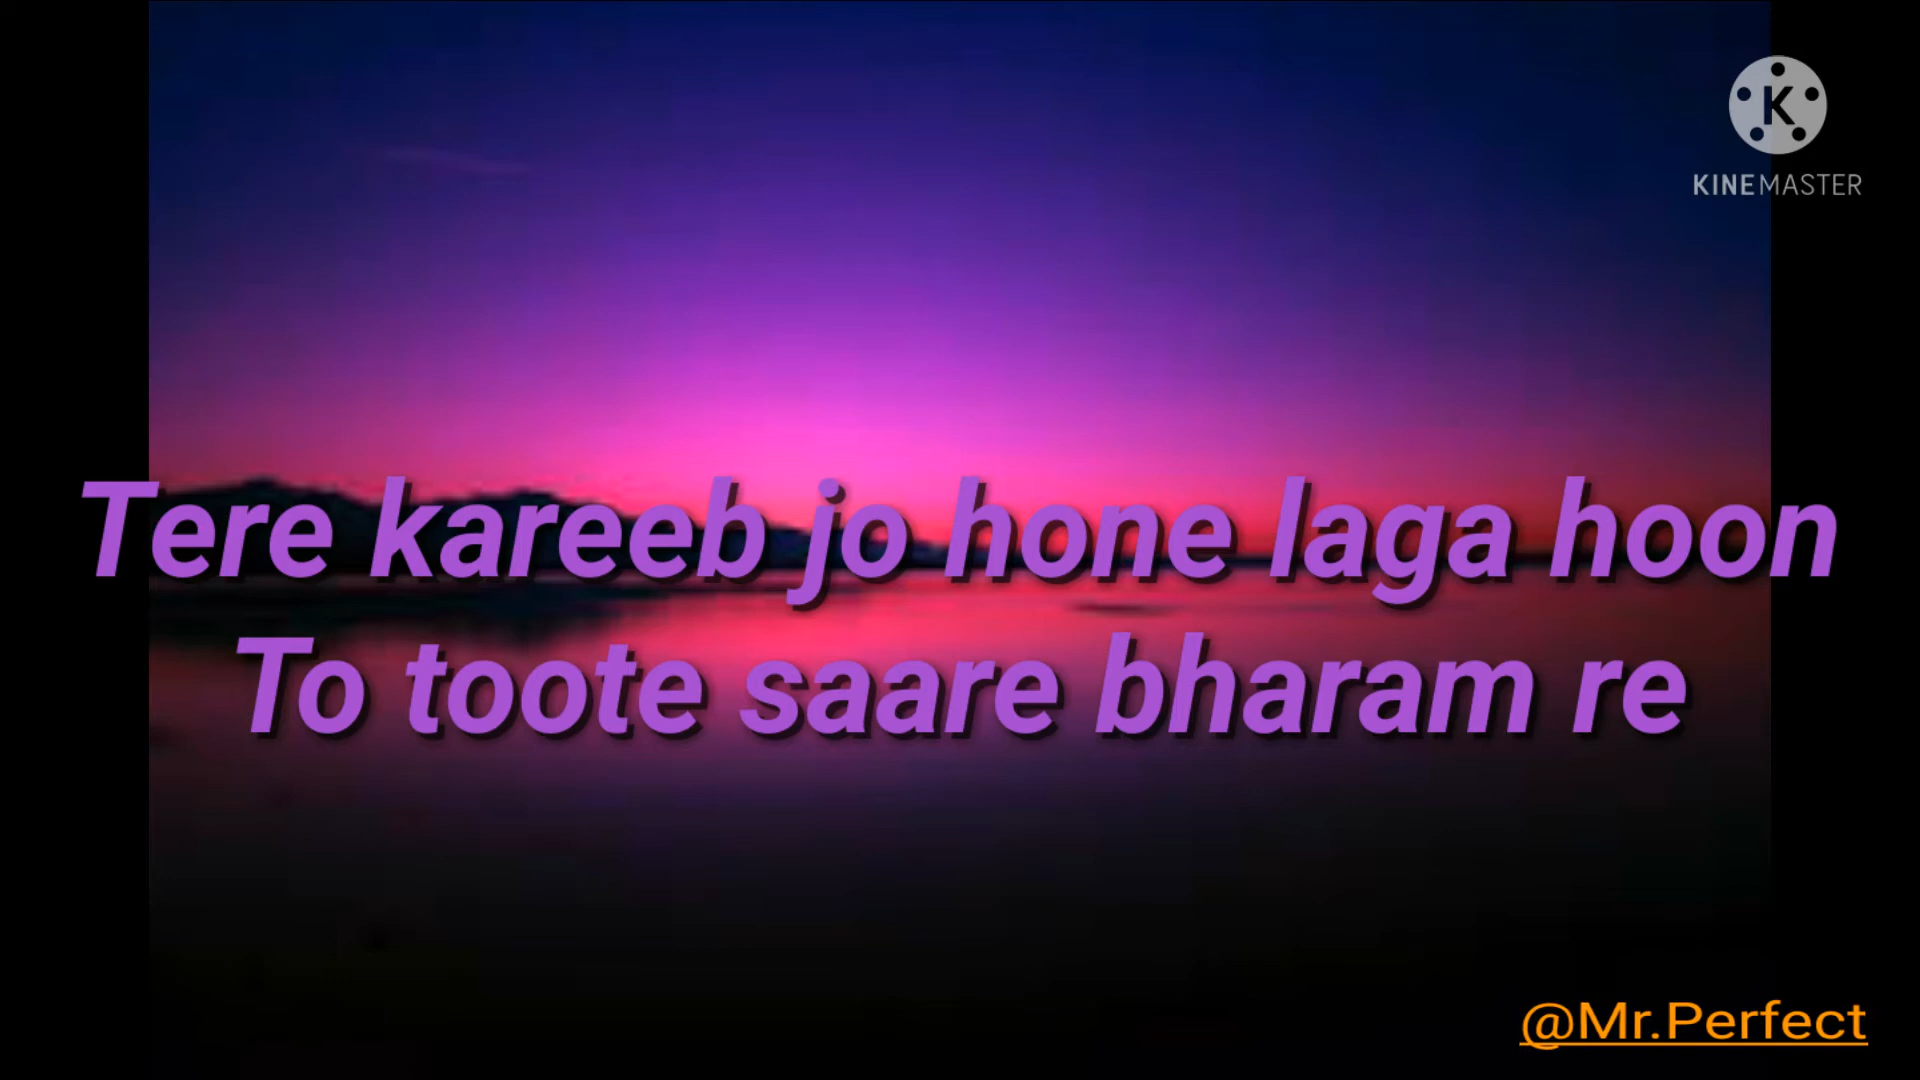 K
KINEMASTER
Tere kareeb jo hone laga hoon
To toote saare bharam re
@Mr.Perfect